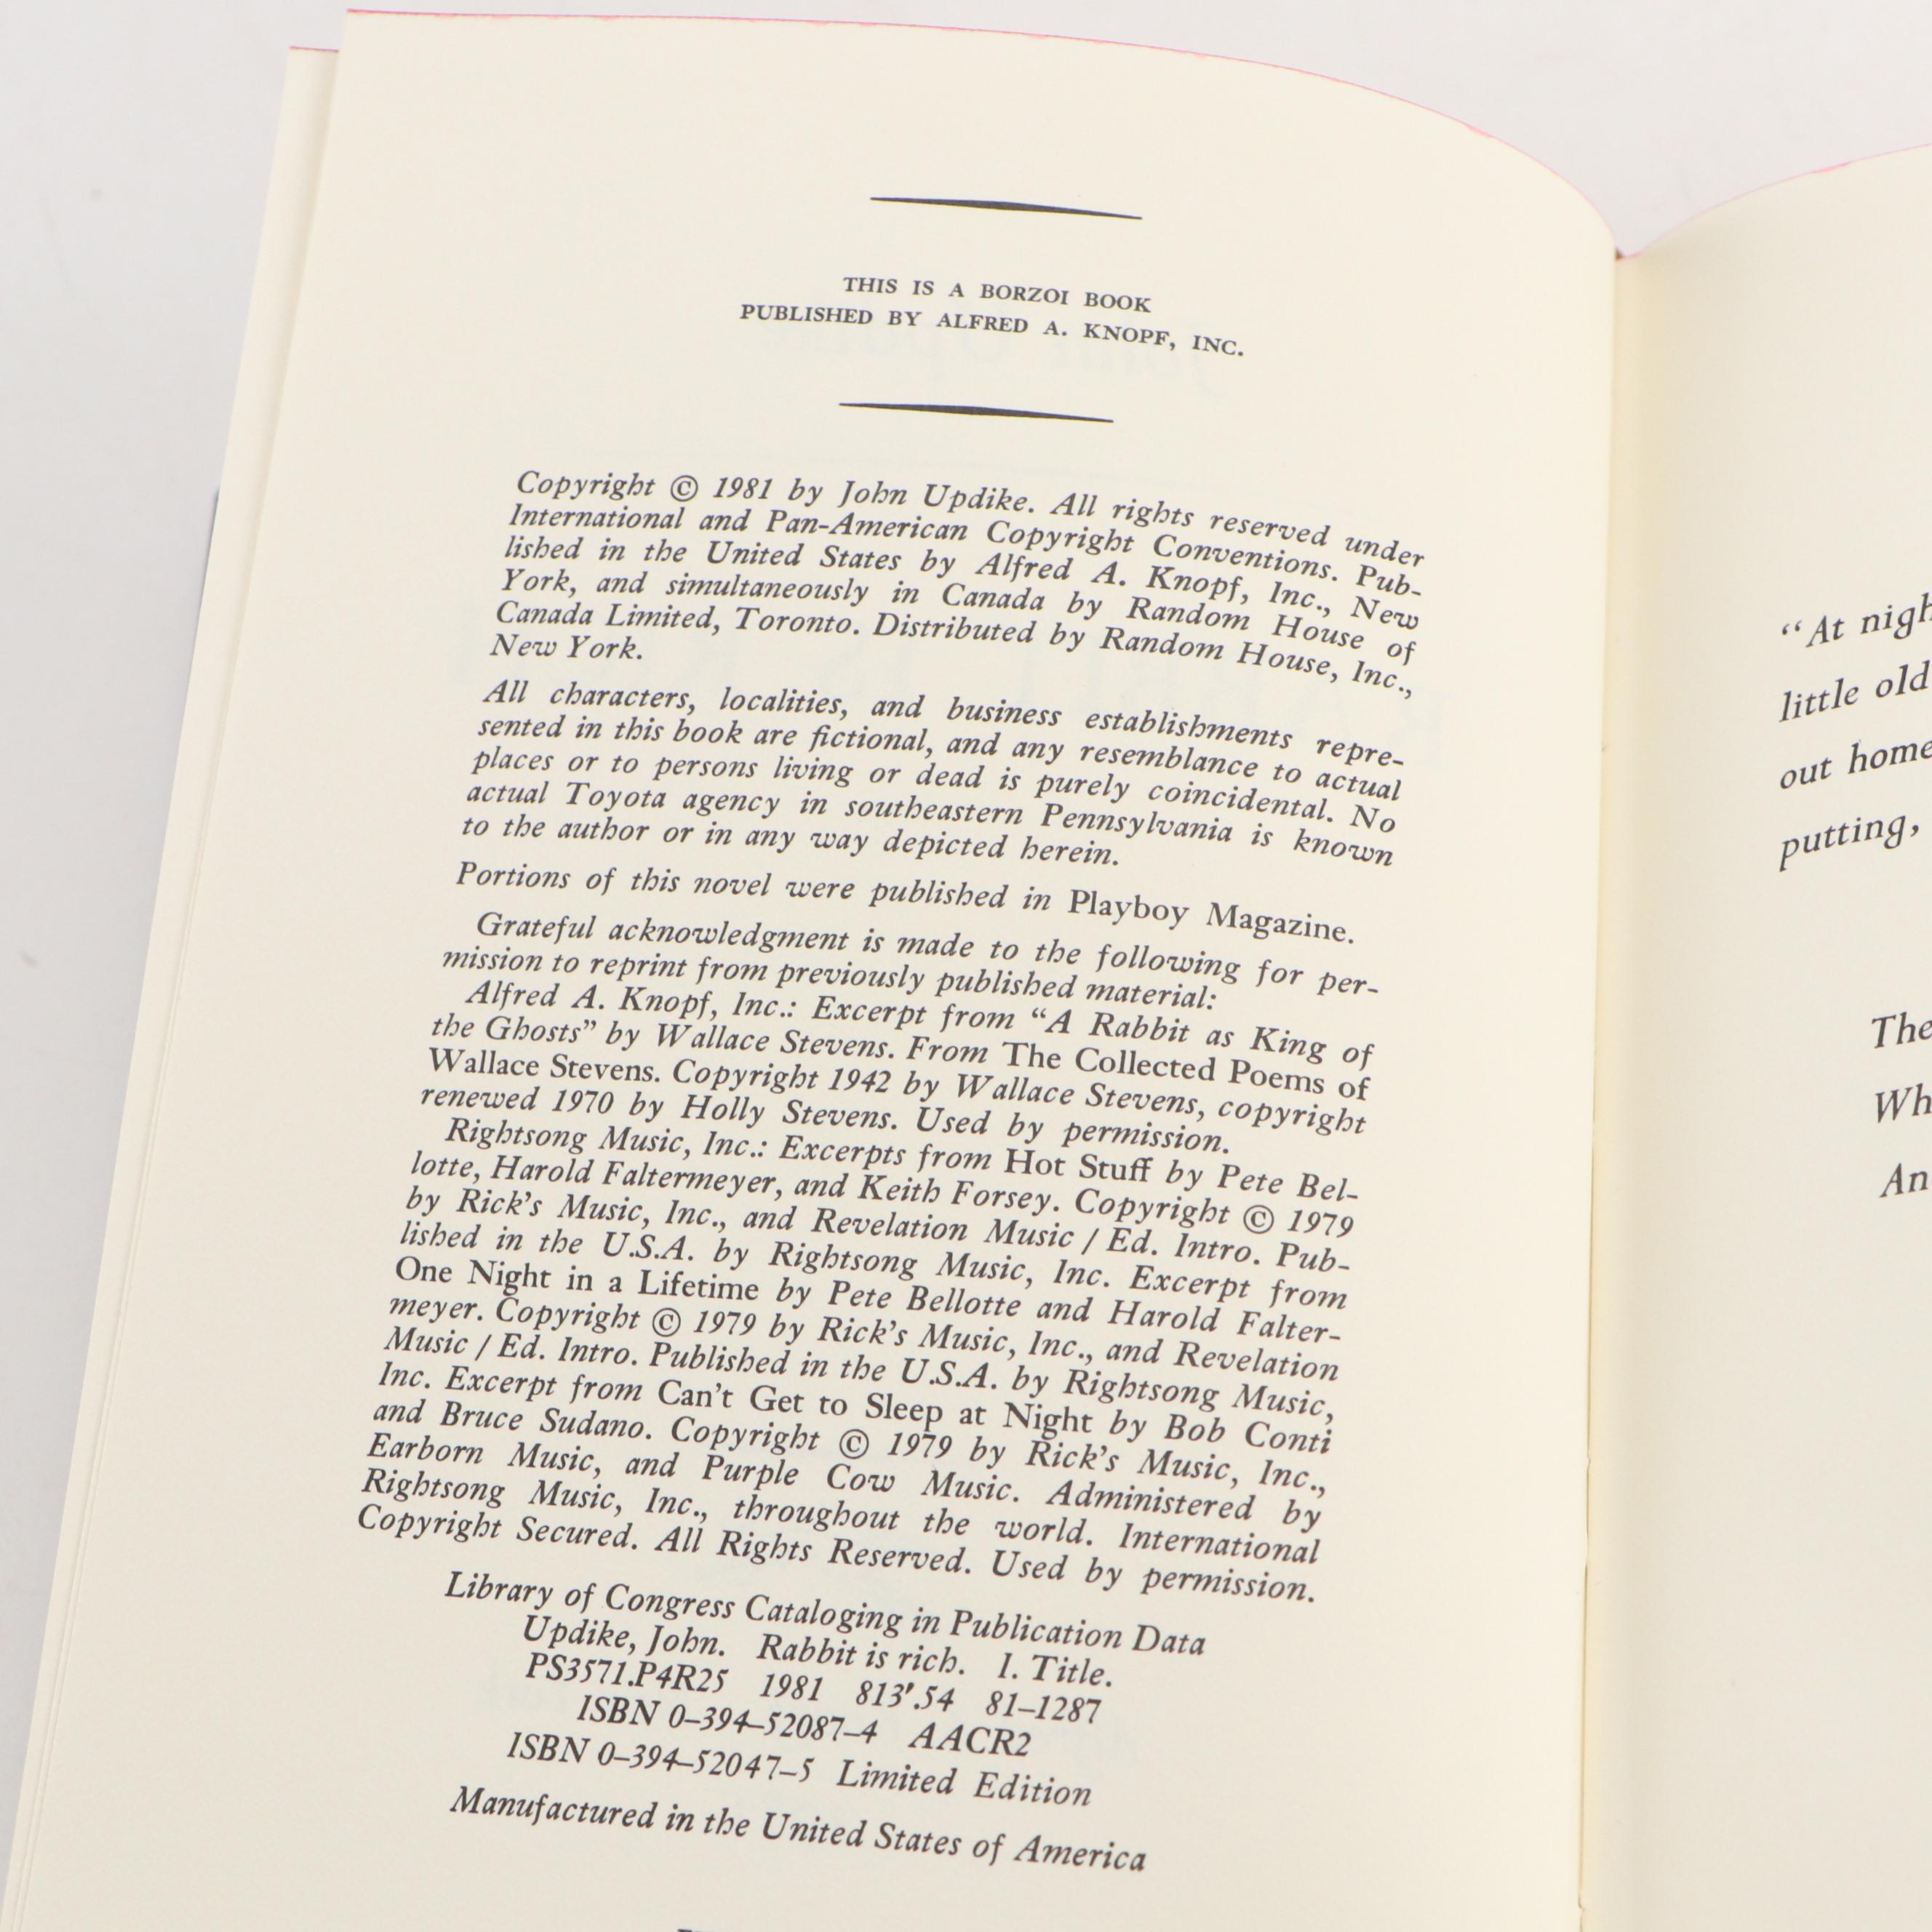 THIS IS A BORZOI BOOK
PUBLISHED BY ALFRED A. KNOPF, INC.
Copyright © 1981 by John Updike. All rights reserved under
International and Pan-American Copyright Conventions. Pub-
lished in the United States by Alfred A. Knopf, Inc., New
York, and simultaneously in Canada by Random House of
Canada Limited, Toronto. Distributed by Random House, Inc.,
New York.
All characters, localities, and business establishments repre-
sented in this book are fictional, and any resemblance to actual
places or to persons living or dead is purely coincidental. No
actual Toyota agency in southeastern Pennsylvania is known
to the author or in any way depicted herein.
Portions of this novel were published in Playboy Magazine.
Grateful acknowledgment is made to the following for per-
mission to reprint from previously published material:
Alfred A. Knopf, Inc.: Excerpt from “A Rabbit as King of
the Ghosts” by Wallace Stevens. From The Collected Poems of
Wallace Stevens. Copyright 1942 by Wallace Stevens, copyright
renewed 1970 by Holly Stevens. Used by permission.
Rightsong Music, Inc.: Excerpts from Hot Stuff by Pete Bel-
lotte, Harold Faltermeyer, and Keith Forsey. Copyright © 1979
by Rick's Music, Inc., and Revelation Music / Ed. Intro. Pub-
lished in the U.S.A. by Rightsong Music, Inc. Excerpt from
One Night in a Lifetime by Pete Bellotte and Harold Falter-
meyer. Copyright © 1979 by Rick's Music, Inc., and Revelation
Music / Ed. Intro. Published in the U.S.A. by Rightsong Music,
Inc. Excerpt from Can't Get to Sleep at Night by Bob Conti
and Bruce Sudano. Copyright © 1979 by Rick's Music, Inc.,
Earborn Music, and Purple Cow Music. Administered by
Rightsong Music, Inc., throughout the world. International
Copyright Secured. All Rights Reserved. Used by permission.
Library of Congress Cataloging in Publication Data
Updike, John. Rabbit is rich. I. Title.
PS3571.P4R25 1981 813'.54 81–1287
ISBN 0–394–52087–4 AACR2
ISBN 0–394–52047–5 Limited Edition
Manufactured in the United States of America
“At nigh
little old
out home
putting,
The
Wh
An